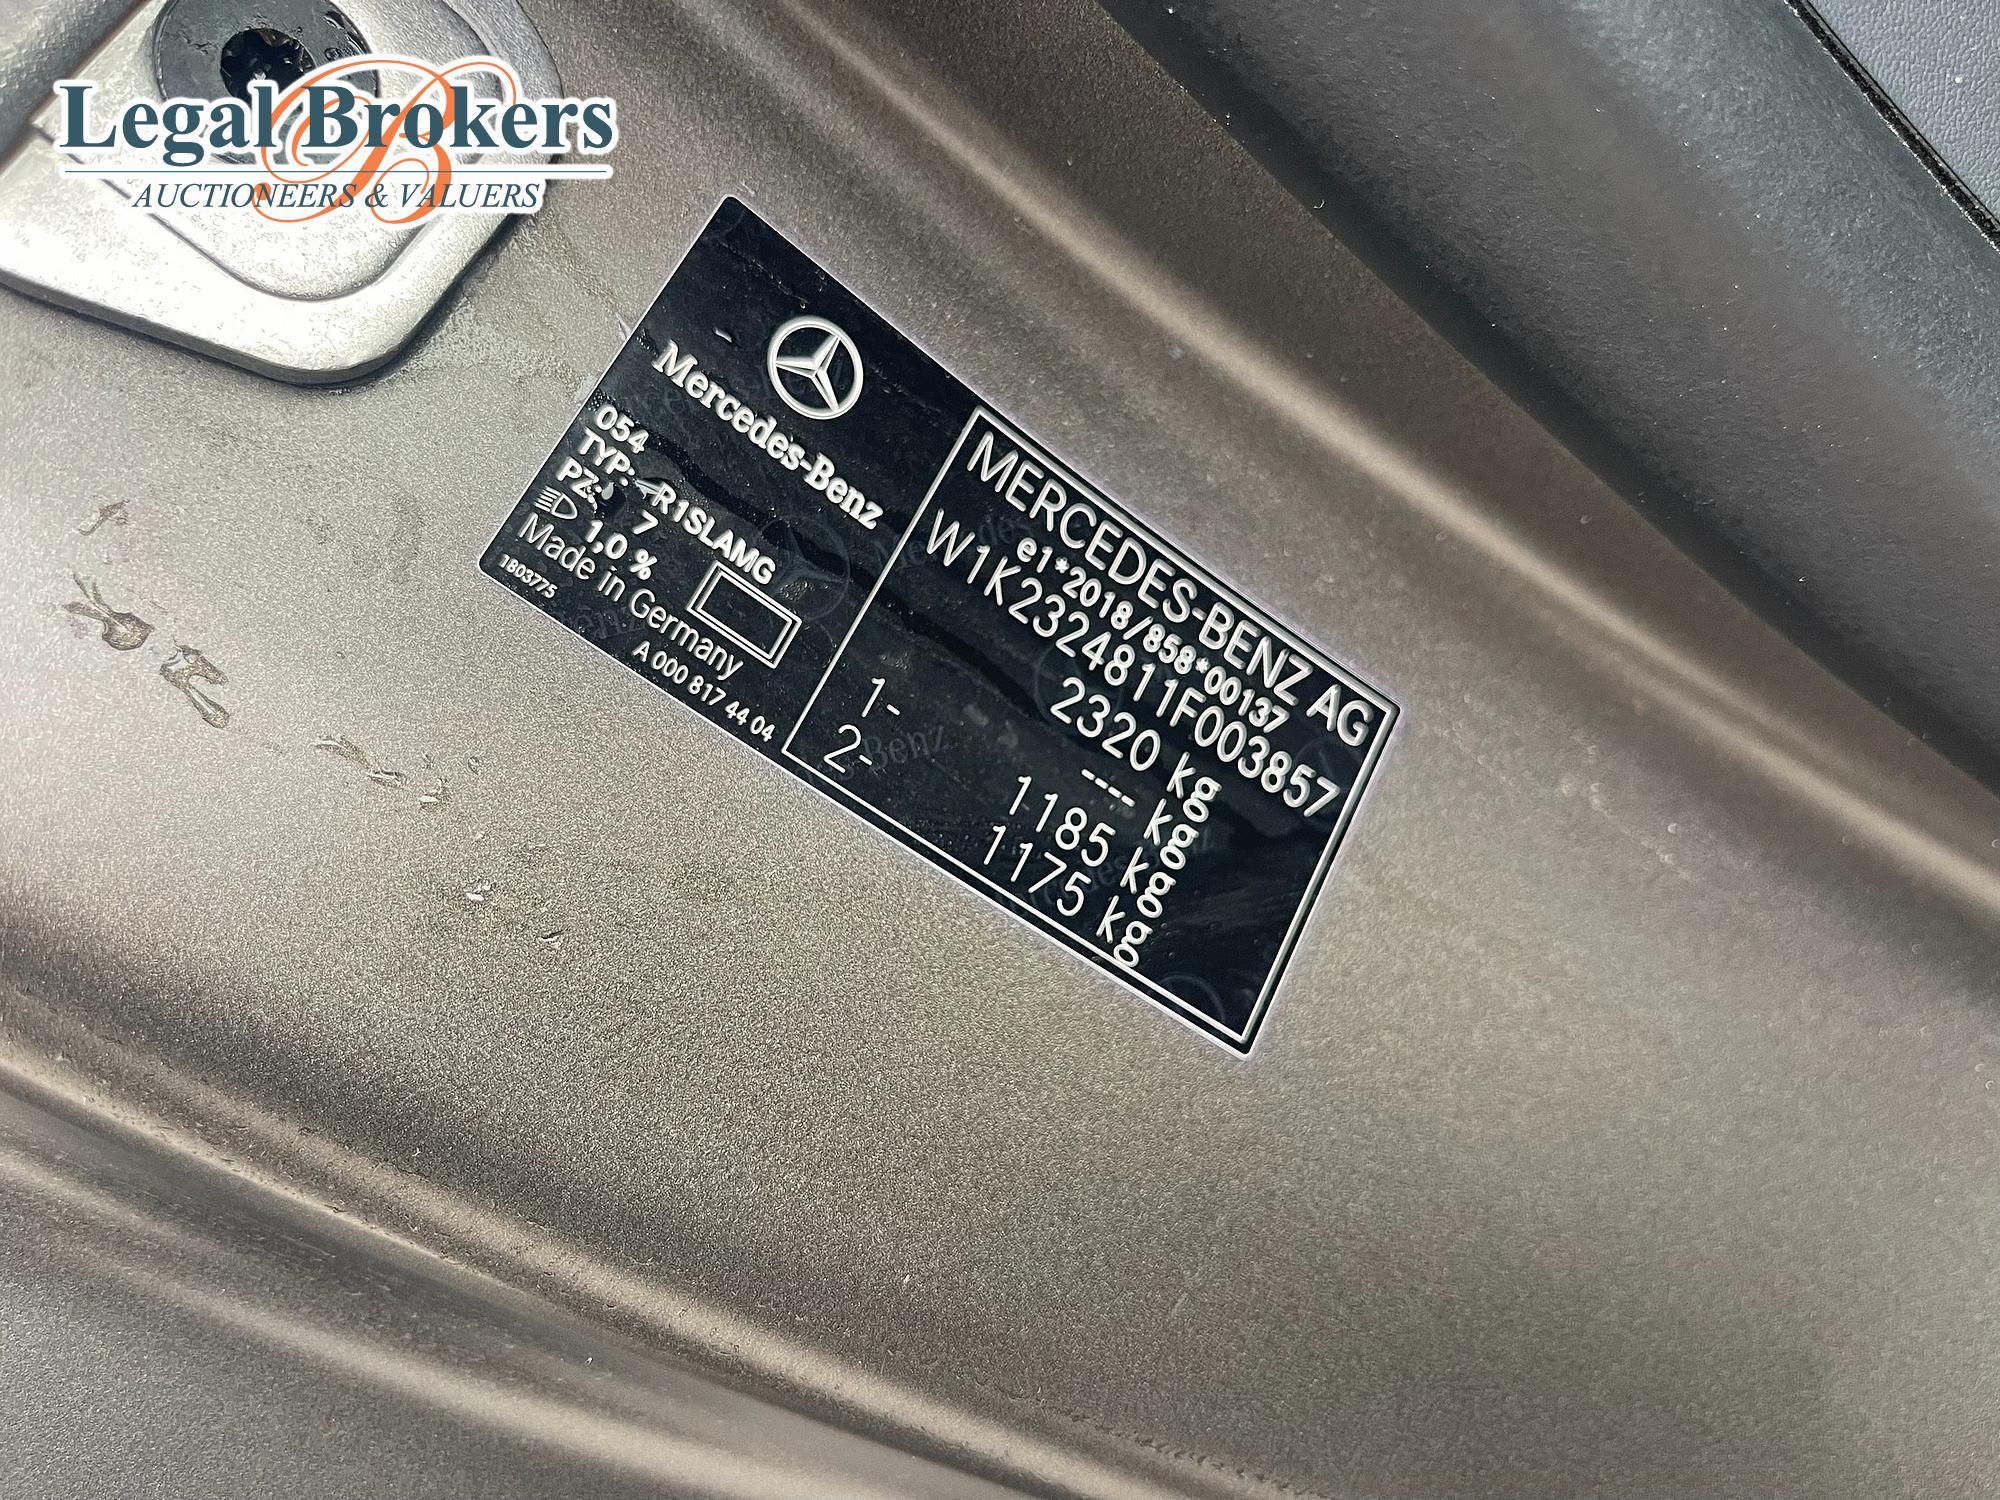 Legal Brokers
AUCTIONEERS & VALUERS
Mercedes-Benz
054
TYP: R1SLAMG
PZ: 7
1,0 %
Made in Germany
1803775
A 000 817 44 04
MERCEDES-BENZ AG
e1*2018/858*00137
W1K2324811F003857
2320 kg
--- kg
1- 1185 kg
2- 1175 kg